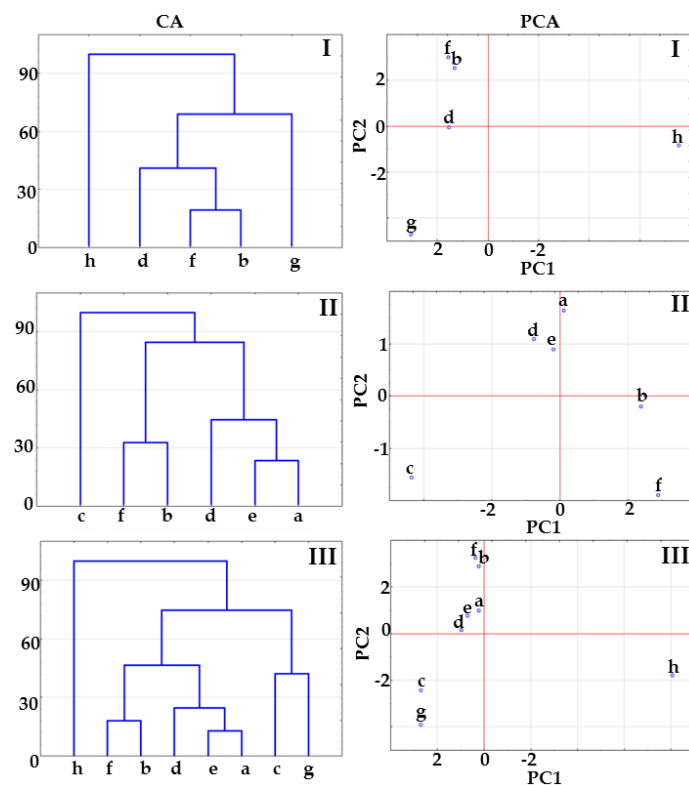 CA PCA
I
90
60
30
0
h d f b g
I
f b
d
h
g
2
0
-2
PC2
2 0 -2
PC1
II
90
60
30
0
c f b d e a
II
a
d e
b
c
f
1
-1
PC2
-2 0 2
PC1
III
90
60
30
0
h f b d e a c g
III
f b
e a
d
c
h
g
2
0
-2
PC2
2 0 -2
PC1